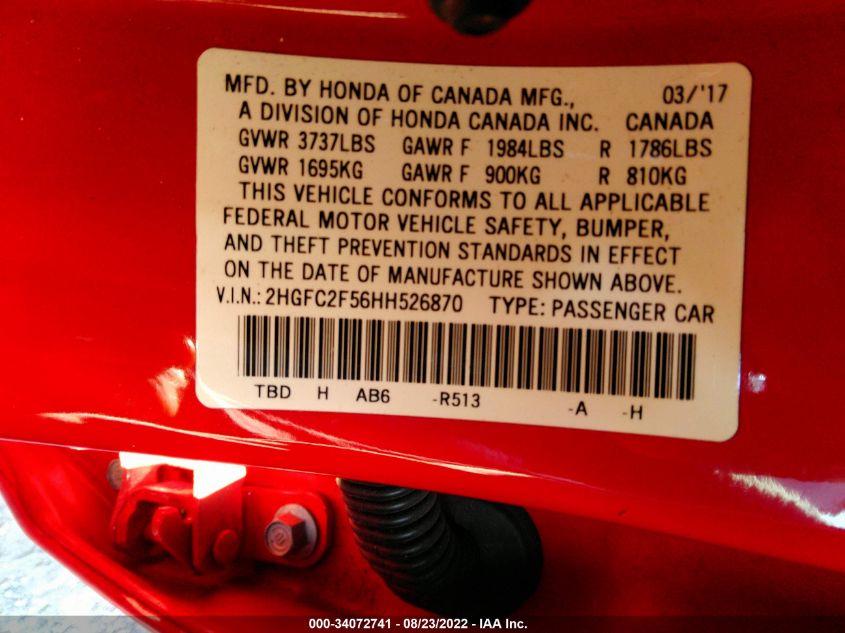 MFD. BY HONDA OF CANADA MFG., 03/'17
A DIVISION OF HONDA CANADA INC. CANADA
GVWR 3737LBS GAWR F 1984LBS R 1786LBS
GVWR 1695KG GAWR F 900KG R 810KG
THIS VEHICLE CONFORMS TO ALL APPLICABLE
FEDERAL MOTOR VEHICLE SAFETY, BUMPER,
AND THEFT PREVENTION STANDARDS IN EFFECT
ON THE DATE OF MANUFACTURE SHOWN ABOVE.
V.I.N.: 2HGFC2F56HH526870 TYPE: PASSENGER CAR
TBD H AB6 -R513 -A -H
000-34072741 - 08/23/2022 - IAA Inc.